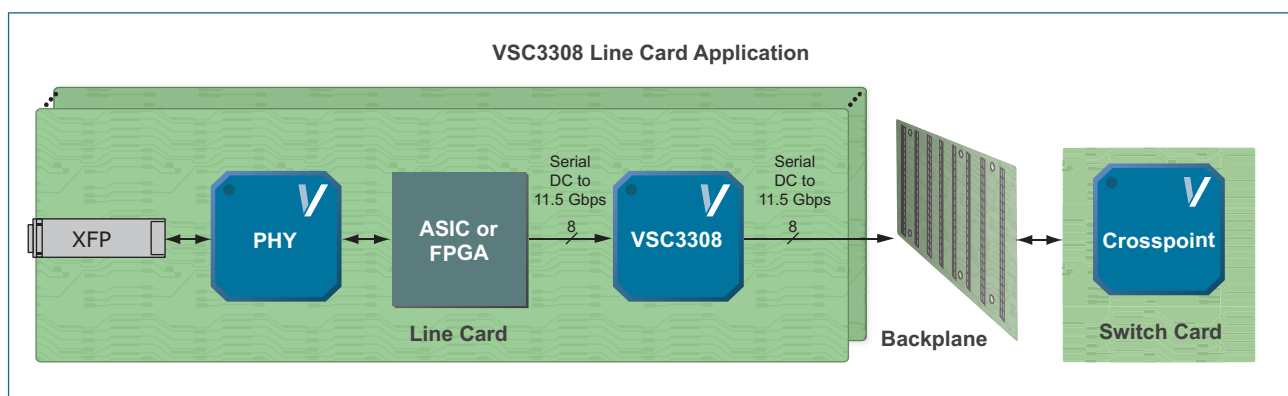 VSC3308 Line Card Application
Serial
DC to
11.5 Gbps
8
Serial
DC to
11.5 Gbps
8
XFP
PHY
ASIC or
FPGA
VSC3308
Crosspoint
Line Card
Backplane
Switch Card